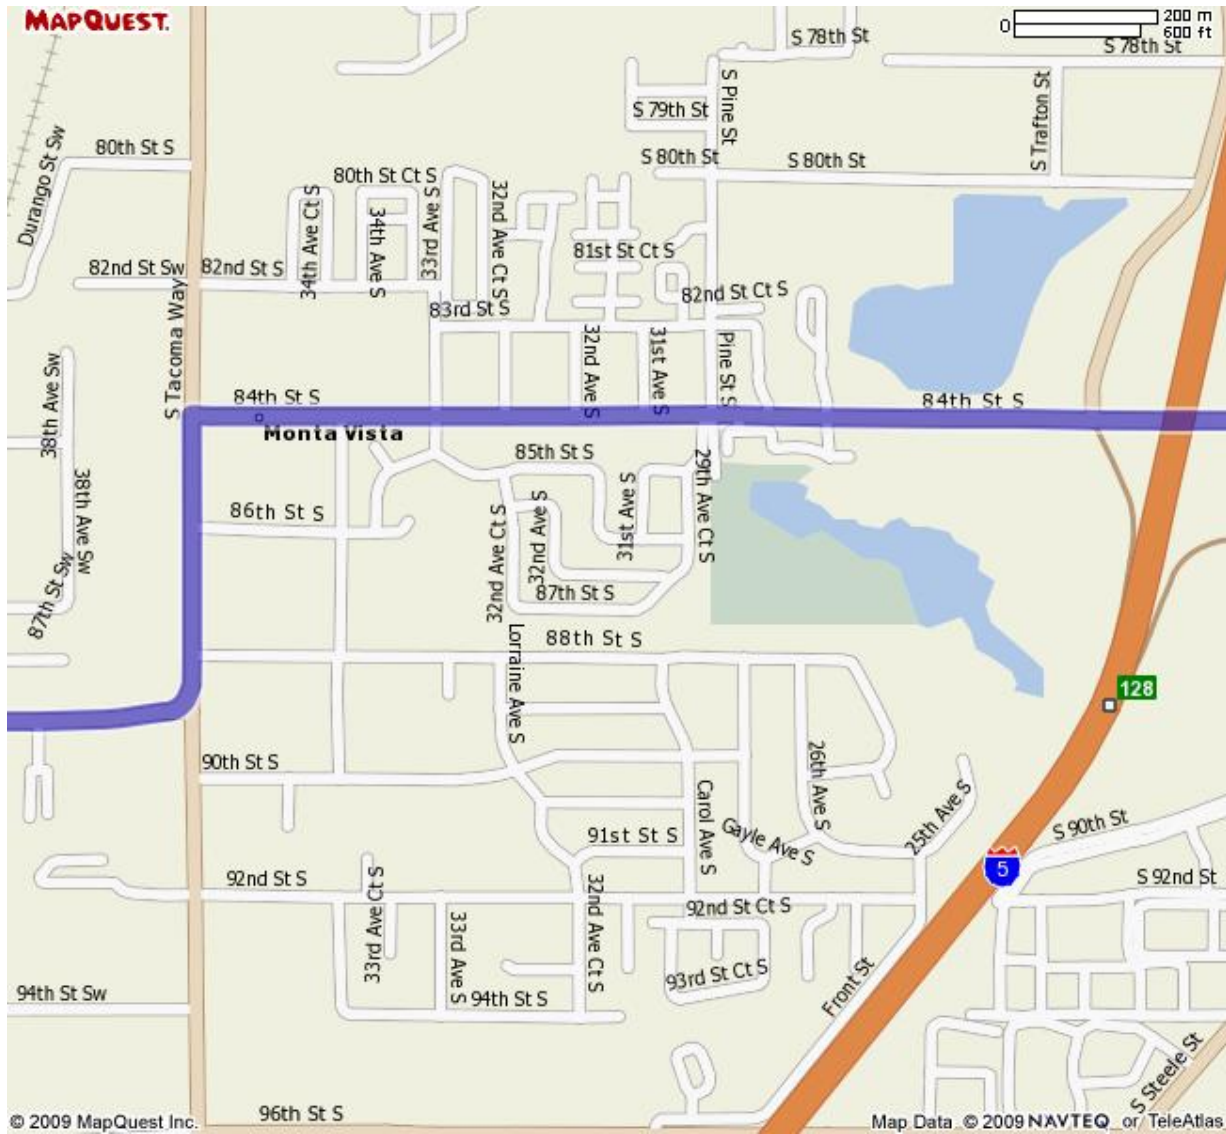 MAPQUEST.
200 m
0
600 ft
S 78th St
S 78th St
S Pine St
S Trafton St
S 79th St
80th St S
S 80th St
S 80th St
Durango St Sw
80th St Ct S
34th Ave Ct S
34th Ave S
33rd Ave S
32nd Ave Ct S
81st St Ct S
82nd St Sw
82nd St S
82nd St Ct S
S Tacoma Way
83rd St S
32nd Ave S
31st Ave S
Pine St S
38th Ave Sw
84th St S
84th St S
Monta Vista
85th St S
29th Ave Ct S
38th Ave Sw
86th St S
32nd Ave Ct S
32nd Ave S
31st Ave S
87th St Sw
87th St S
88th St S
Lorraine Ave S
128
90th St S
26th Ave S
Carol Ave S
Gayle Ave S
25th Ave S
S 90th St
91st St S
5
92nd St S
S 92nd St
33rd Ave Ct S
33rd Ave S
32nd Ave Ct S
92nd St Ct S
93rd St Ct S
94th St Sw
94th St S
Front St
S Steele St
96th St S
© 2009 MapQuest Inc.
Map Data © 2009 NAVTEQ or TeleAtlas